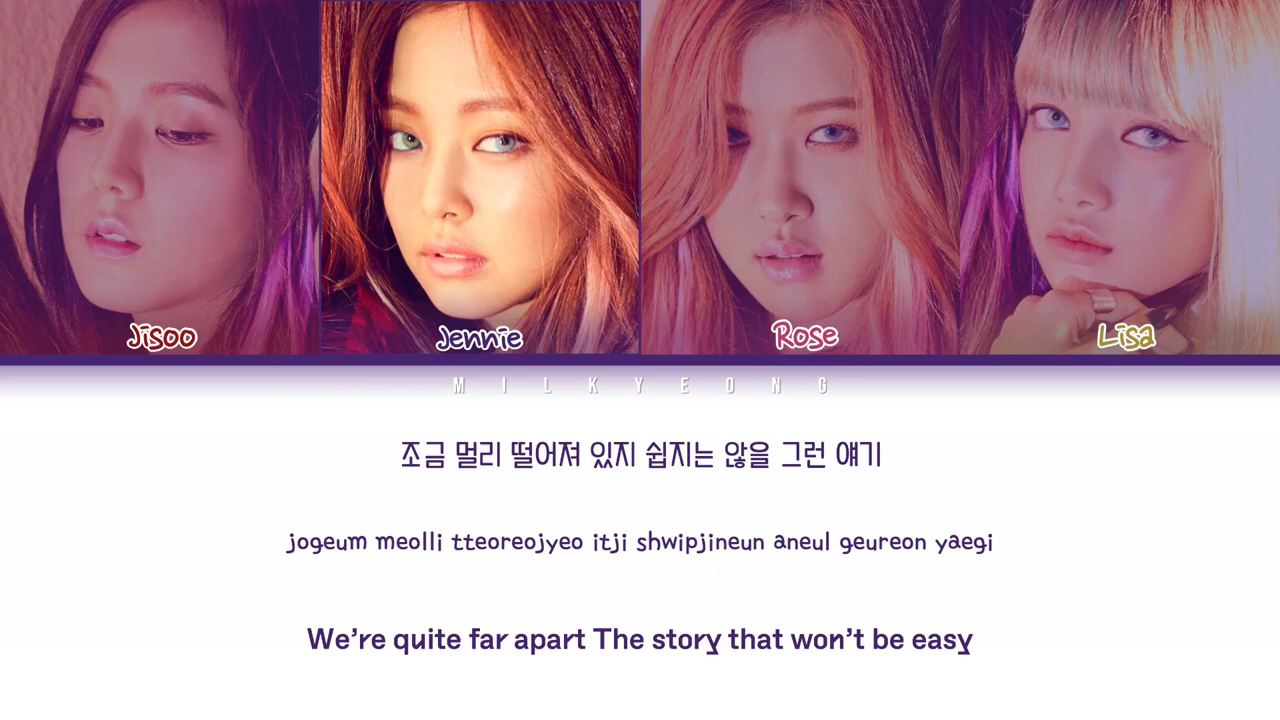 Jisoo
Jennie
Rose
Lisa
MILKYEONG
조금 멀리 떨어져 있지 쉽지는 않을 그런 얘기
jogeum meolli tteoreojyeo itji shwipjineun aneul geureon yaegi
We're quite far apart The story that won't be easy